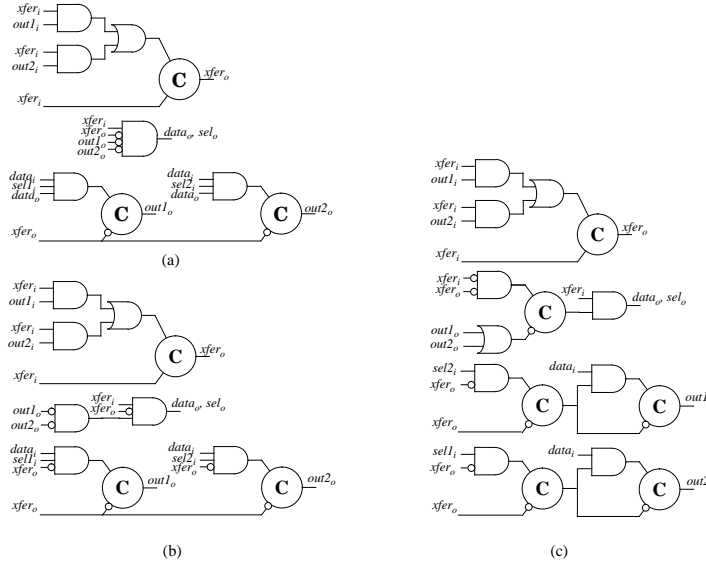 xferᵢ
out1ᵢ
xferᵢ
out2ᵢ
C
xferₒ
xferᵢ
xferᵢ
xferₒ
out1ₒ
out2ₒ
dataₒ, selₒ
dataᵢ
sel1ᵢ
dataₒ
C
out1ₒ
dataᵢ
sel2ᵢ
dataₒ
C
out2ₒ
xferₒ
(a)
xferᵢ
out1ᵢ
xferᵢ
out2ᵢ
C
xferₒ
xferᵢ
out1ₒ
out2ₒ
xferᵢ
xferₒ
dataₒ, selₒ
dataᵢ
sel1ᵢ
xferₒ
C
out1ₒ
dataᵢ
sel2ᵢ
xferₒ
C
out2ₒ
xferₒ
(b)
xferᵢ
out1ᵢ
xferᵢ
out2ᵢ
C
xferₒ
xferᵢ
xferᵢ
xferₒ
C
xferᵢ
dataₒ, selₒ
out1ₒ
out2ₒ
sel2ᵢ
xferₒ
C
dataᵢ
C
out1
xferₒ
sel1ᵢ
xferₒ
C
dataᵢ
C
out2
xferₒ
(c)